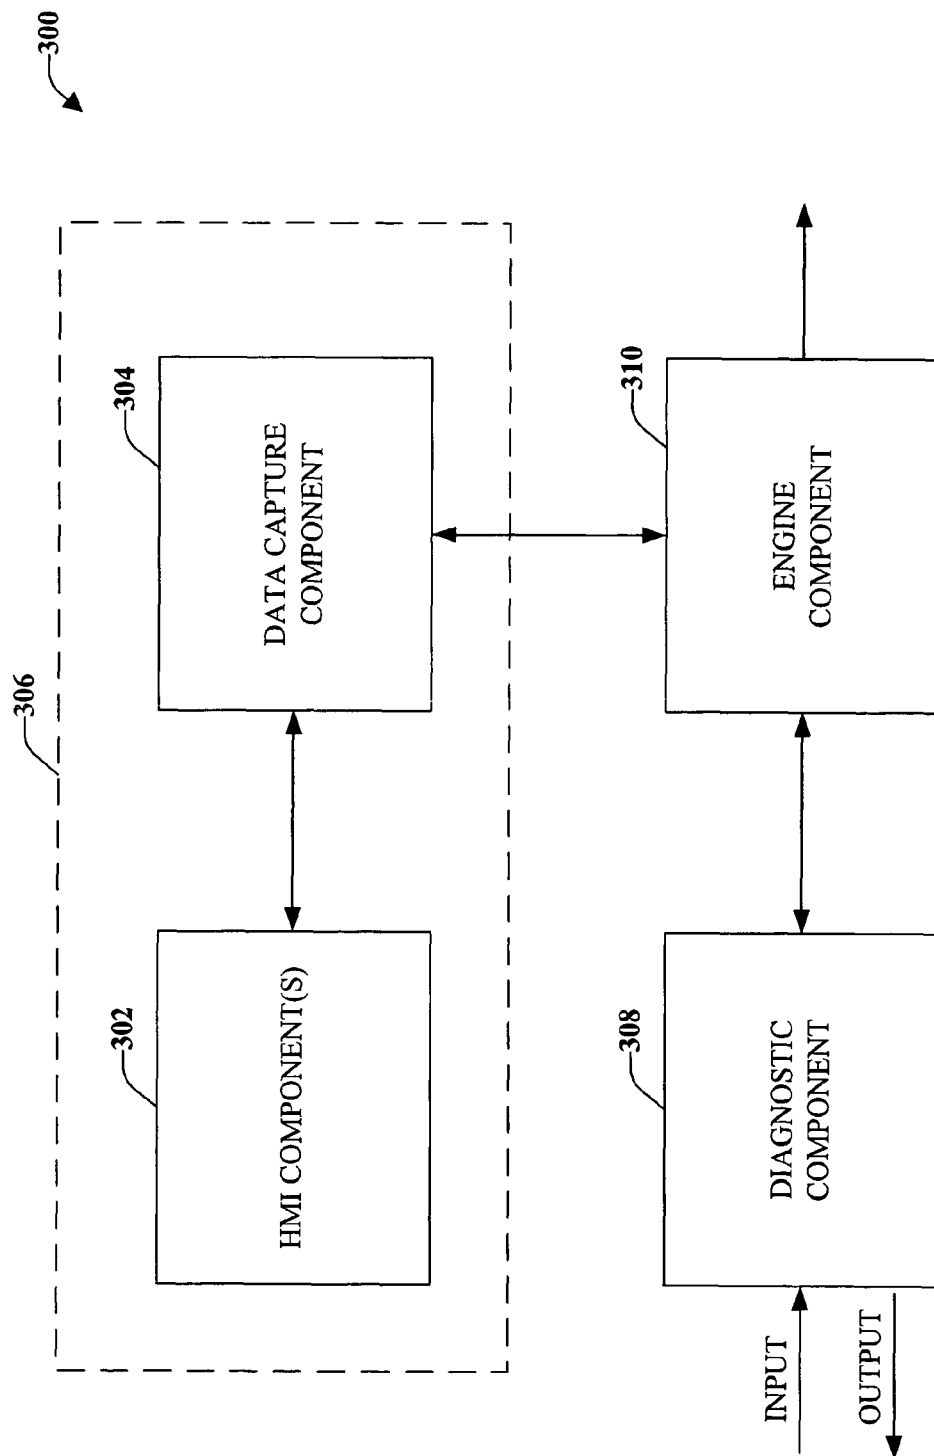 300
306
302
HMI COMPONENT(S)
304
DATA CAPTURE
COMPONENT
INPUT
OUTPUT
308
DIAGNOSTIC
COMPONENT
310
ENGINE
COMPONENT